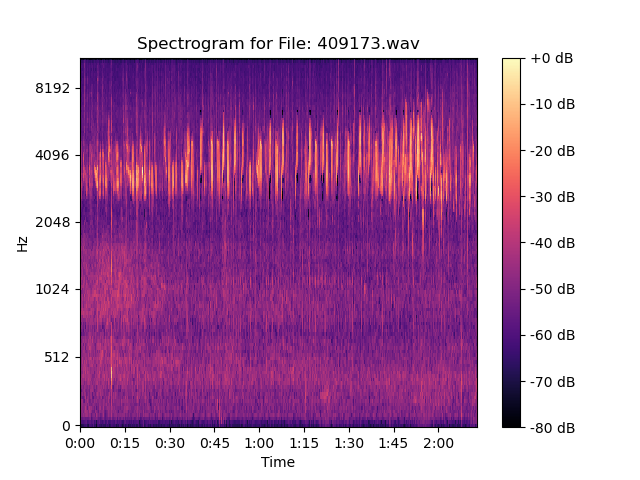 Spectrogram for File: 409173.wav
8192
4096
2048
1024
512
0
Hz
0:00 0:15 0:30 0:45 1:00 1:15 1:30 1:45 2:00
Time
+0 dB
-10 dB
-20 dB
-30 dB
-40 dB
-50 dB
-60 dB
-70 dB
-80 dB